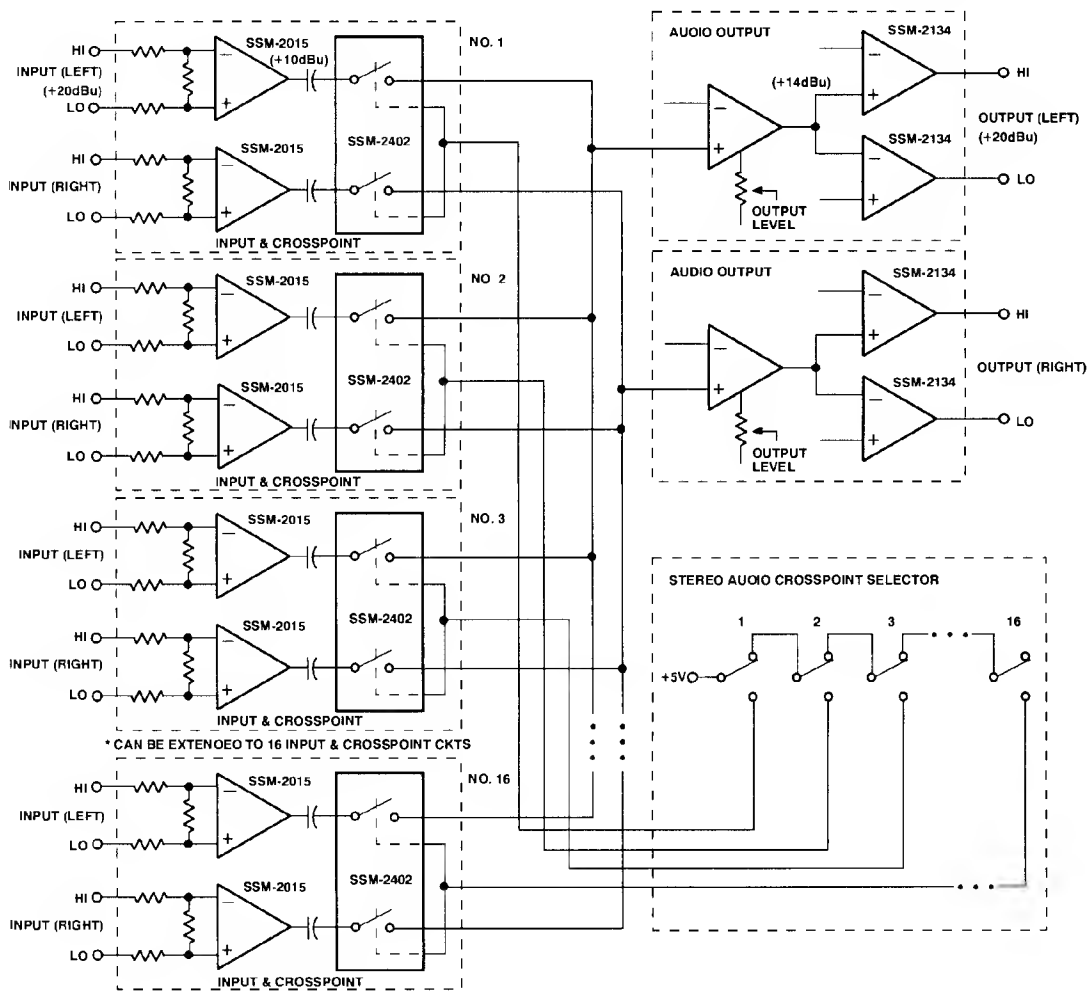 HI
INPUT (LEFT)
(+20dBu)
LO
SSM-2015
(+10dBu)
NO. 1
SSM-2402
HI
INPUT (RIGHT)
LO
SSM-2015
INPUT & CROSSPOINT
HI
INPUT (LEFT)
LO
SSM-2015
NO 2
SSM-2402
HI
INPUT (RIGHT)
LO
SSM-2015
INPUT & CROSSPOINT
HI
INPUT (LEFT)
LO
SSM-2015
NO. 3
SSM-2402
HI
INPUT (RIGHT)
LO
SSM-2015
INPUT & CROSSPOINT
* CAN BE EXTENOEO TO 16 INPUT & CROSSPOINT CKTS
HI
INPUT (LEFT)
LO
SSM-2015
NO. 16
SSM-2402
HI
INPUT (RIGHT)
LO
SSM-2015
INPUT & CROSSPOINT
AUOIO OUTPUT
SSM-2134
(+14dBu)
HI
OUTPUT (LEFT)
(+20dBu)
SSM-2134
LO
OUTPUT
LEVEL
AUOIO OUTPUT
SSM-2134
HI
OUTPUT (RIGHT)
SSM-2134
LO
OUTPUT
LEVEL
STEREO AUOIO CROSSPOINT SELECTOR
1 2 3 16
+5V